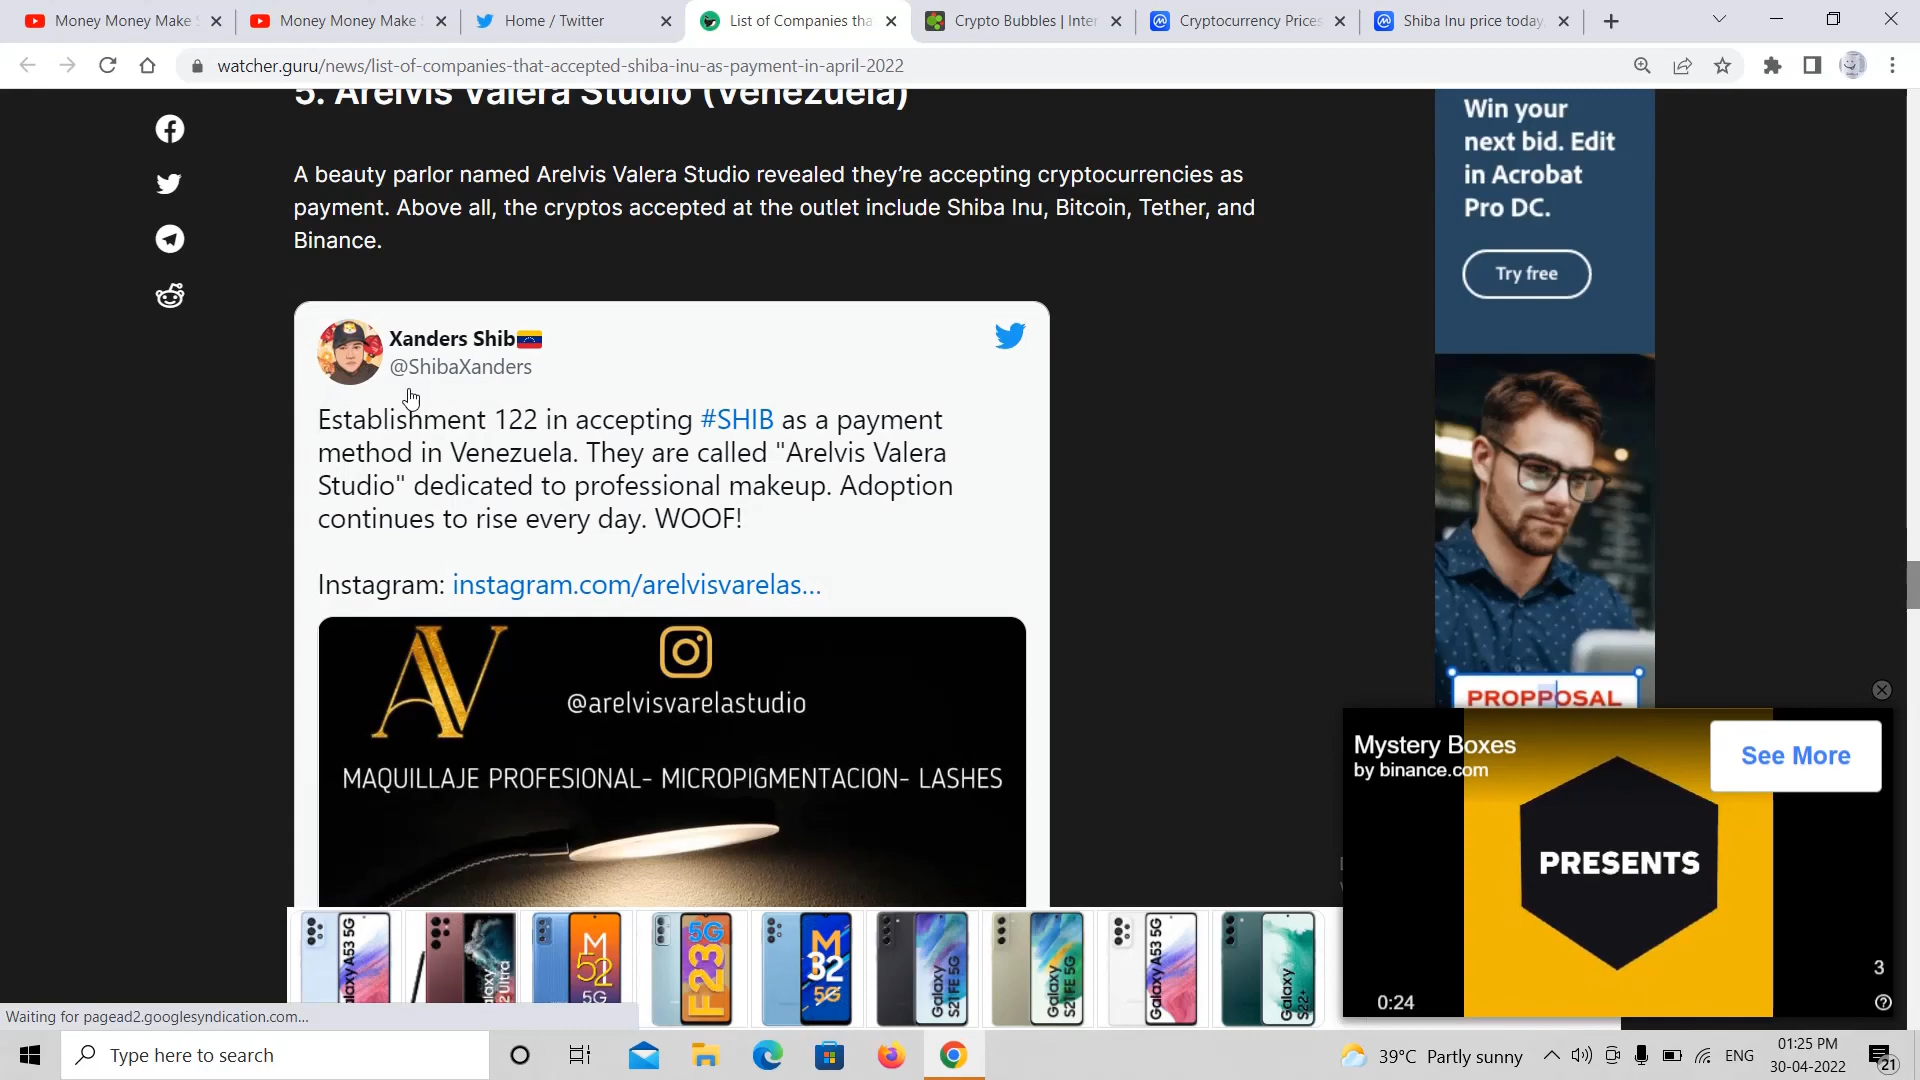 Money Money Make
Money Money Make
Home / Twitter
List of Companies tha
Crypto Bubbles | Inter
Cryptocurrency Prices
Shiba Inu price today
watcher.guru/news/list-of-companies-that-accepted-shiba-inu-as-payment-in-april-2022
5. Arelvis Valera Studio (Venezuela)
A beauty parlor named Arelvis Valera Studio revealed they’re accepting cryptocurrencies as
payment. Above all, the cryptos accepted at the outlet include Shiba Inu, Bitcoin, Tether, and
Binance.
Xanders Shib
@ShibaXanders
Establishment 122 in accepting #SHIB as a payment
method in Venezuela. They are called "Arelvis Valera
Studio" dedicated to professional makeup. Adoption
continues to rise every day. WOOF!
Instagram: instagram.com/arelvisvarelas...
AV
@arelvisvarelastudio
MAQUILLAJE PROFESIONAL- MICROPIGMENTACION- LASHES
Win your
next bid. Edit
in Acrobat
Pro DC.
Try free
PROPPOSAL
Mystery Boxes
by binance.com
See More
PRESENTS
3
0:24
Galaxy A53 5G
2 Ultra
M
52
5G
5G
F23
M
32
5G
Galaxy
S21 FE 5G
Galaxy
S21 FE 5G
Galaxy A53 5G
Galaxy
S22+
Waiting for pagead2.googlesyndication.com...
Type here to search
39°C Partly sunny
ENG
01:25 PM
30-04-2022
21